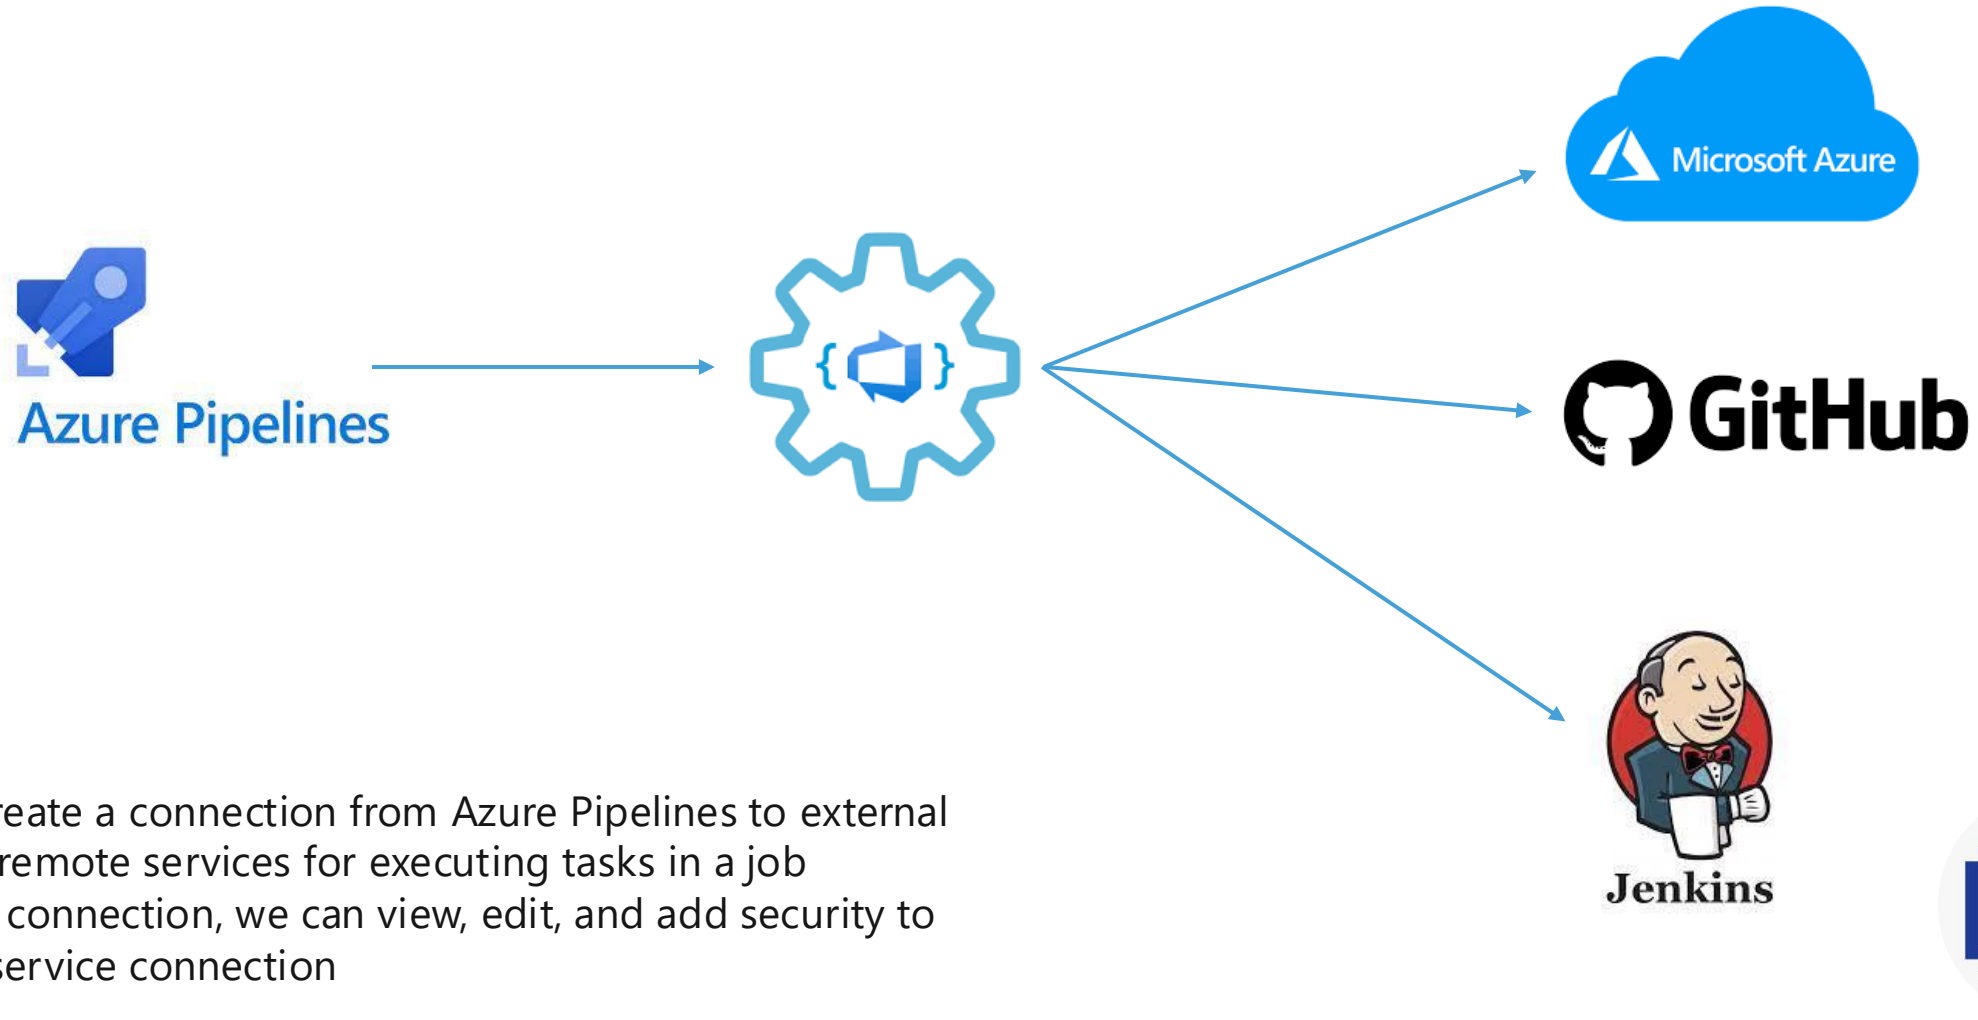 Microsoft Azure
Azure Pipelines
{ }
GitHub
Jenkins
reate a connection from Azure Pipelines to external
remote services for executing tasks in a job
connection, we can view, edit, and add security to
service connection